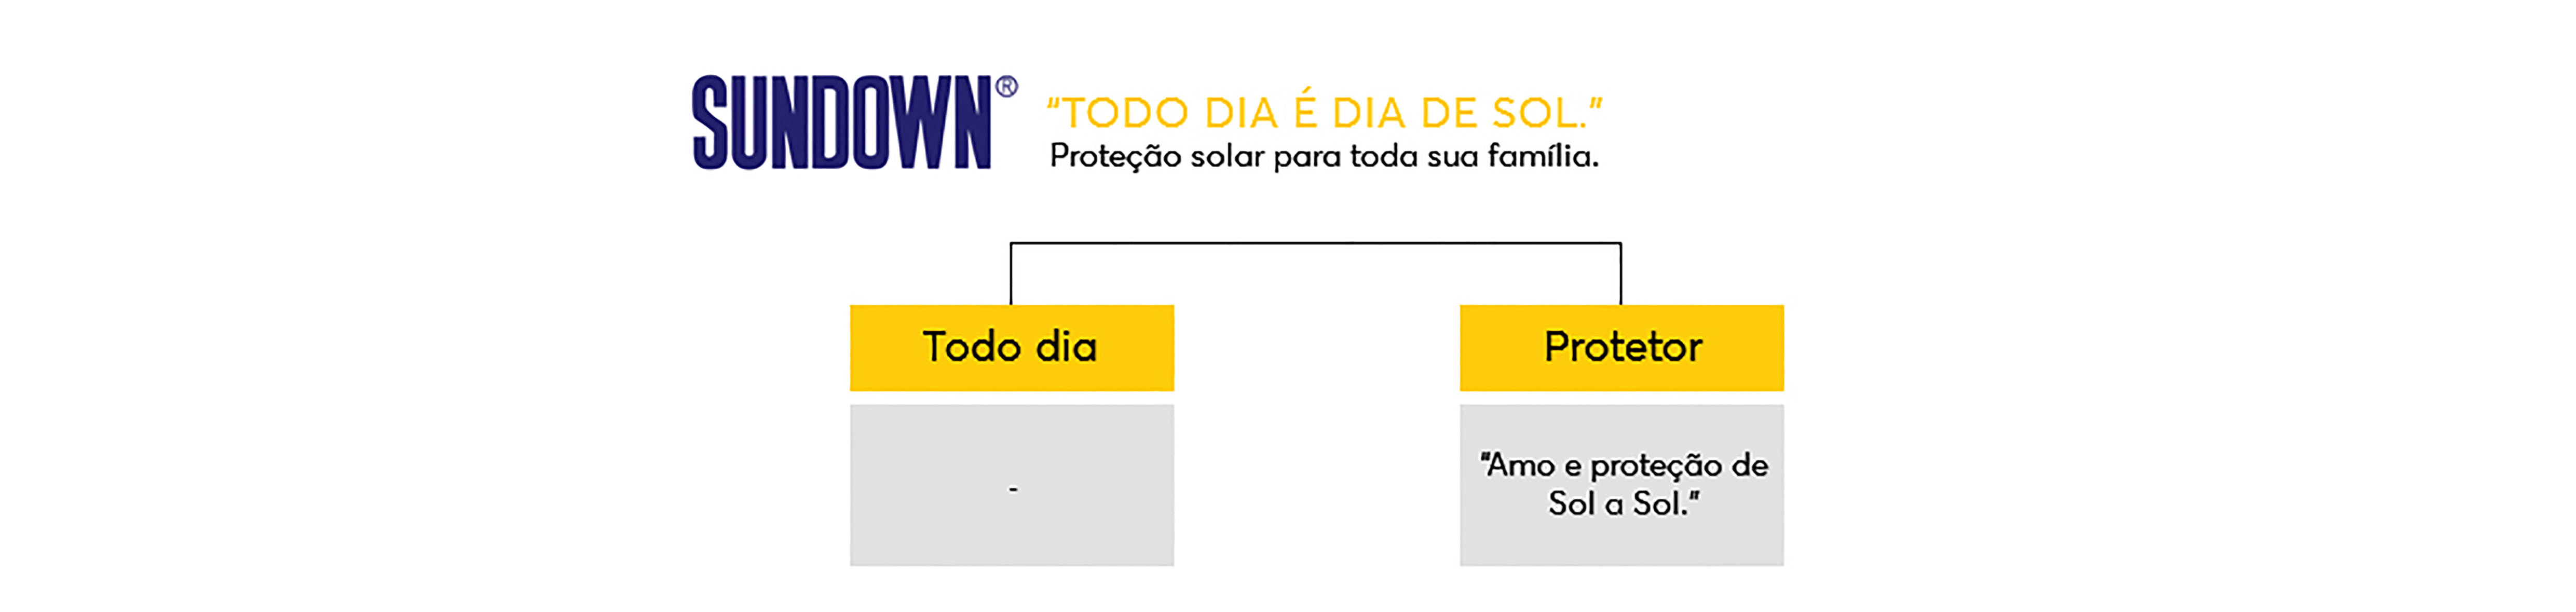 SUNDOWN®
“TODO DIA É DIA DE SOL.”
Proteção solar para toda sua família.
Todo dia
Protetor
-
"Amo e proteção de
Sol a Sol."